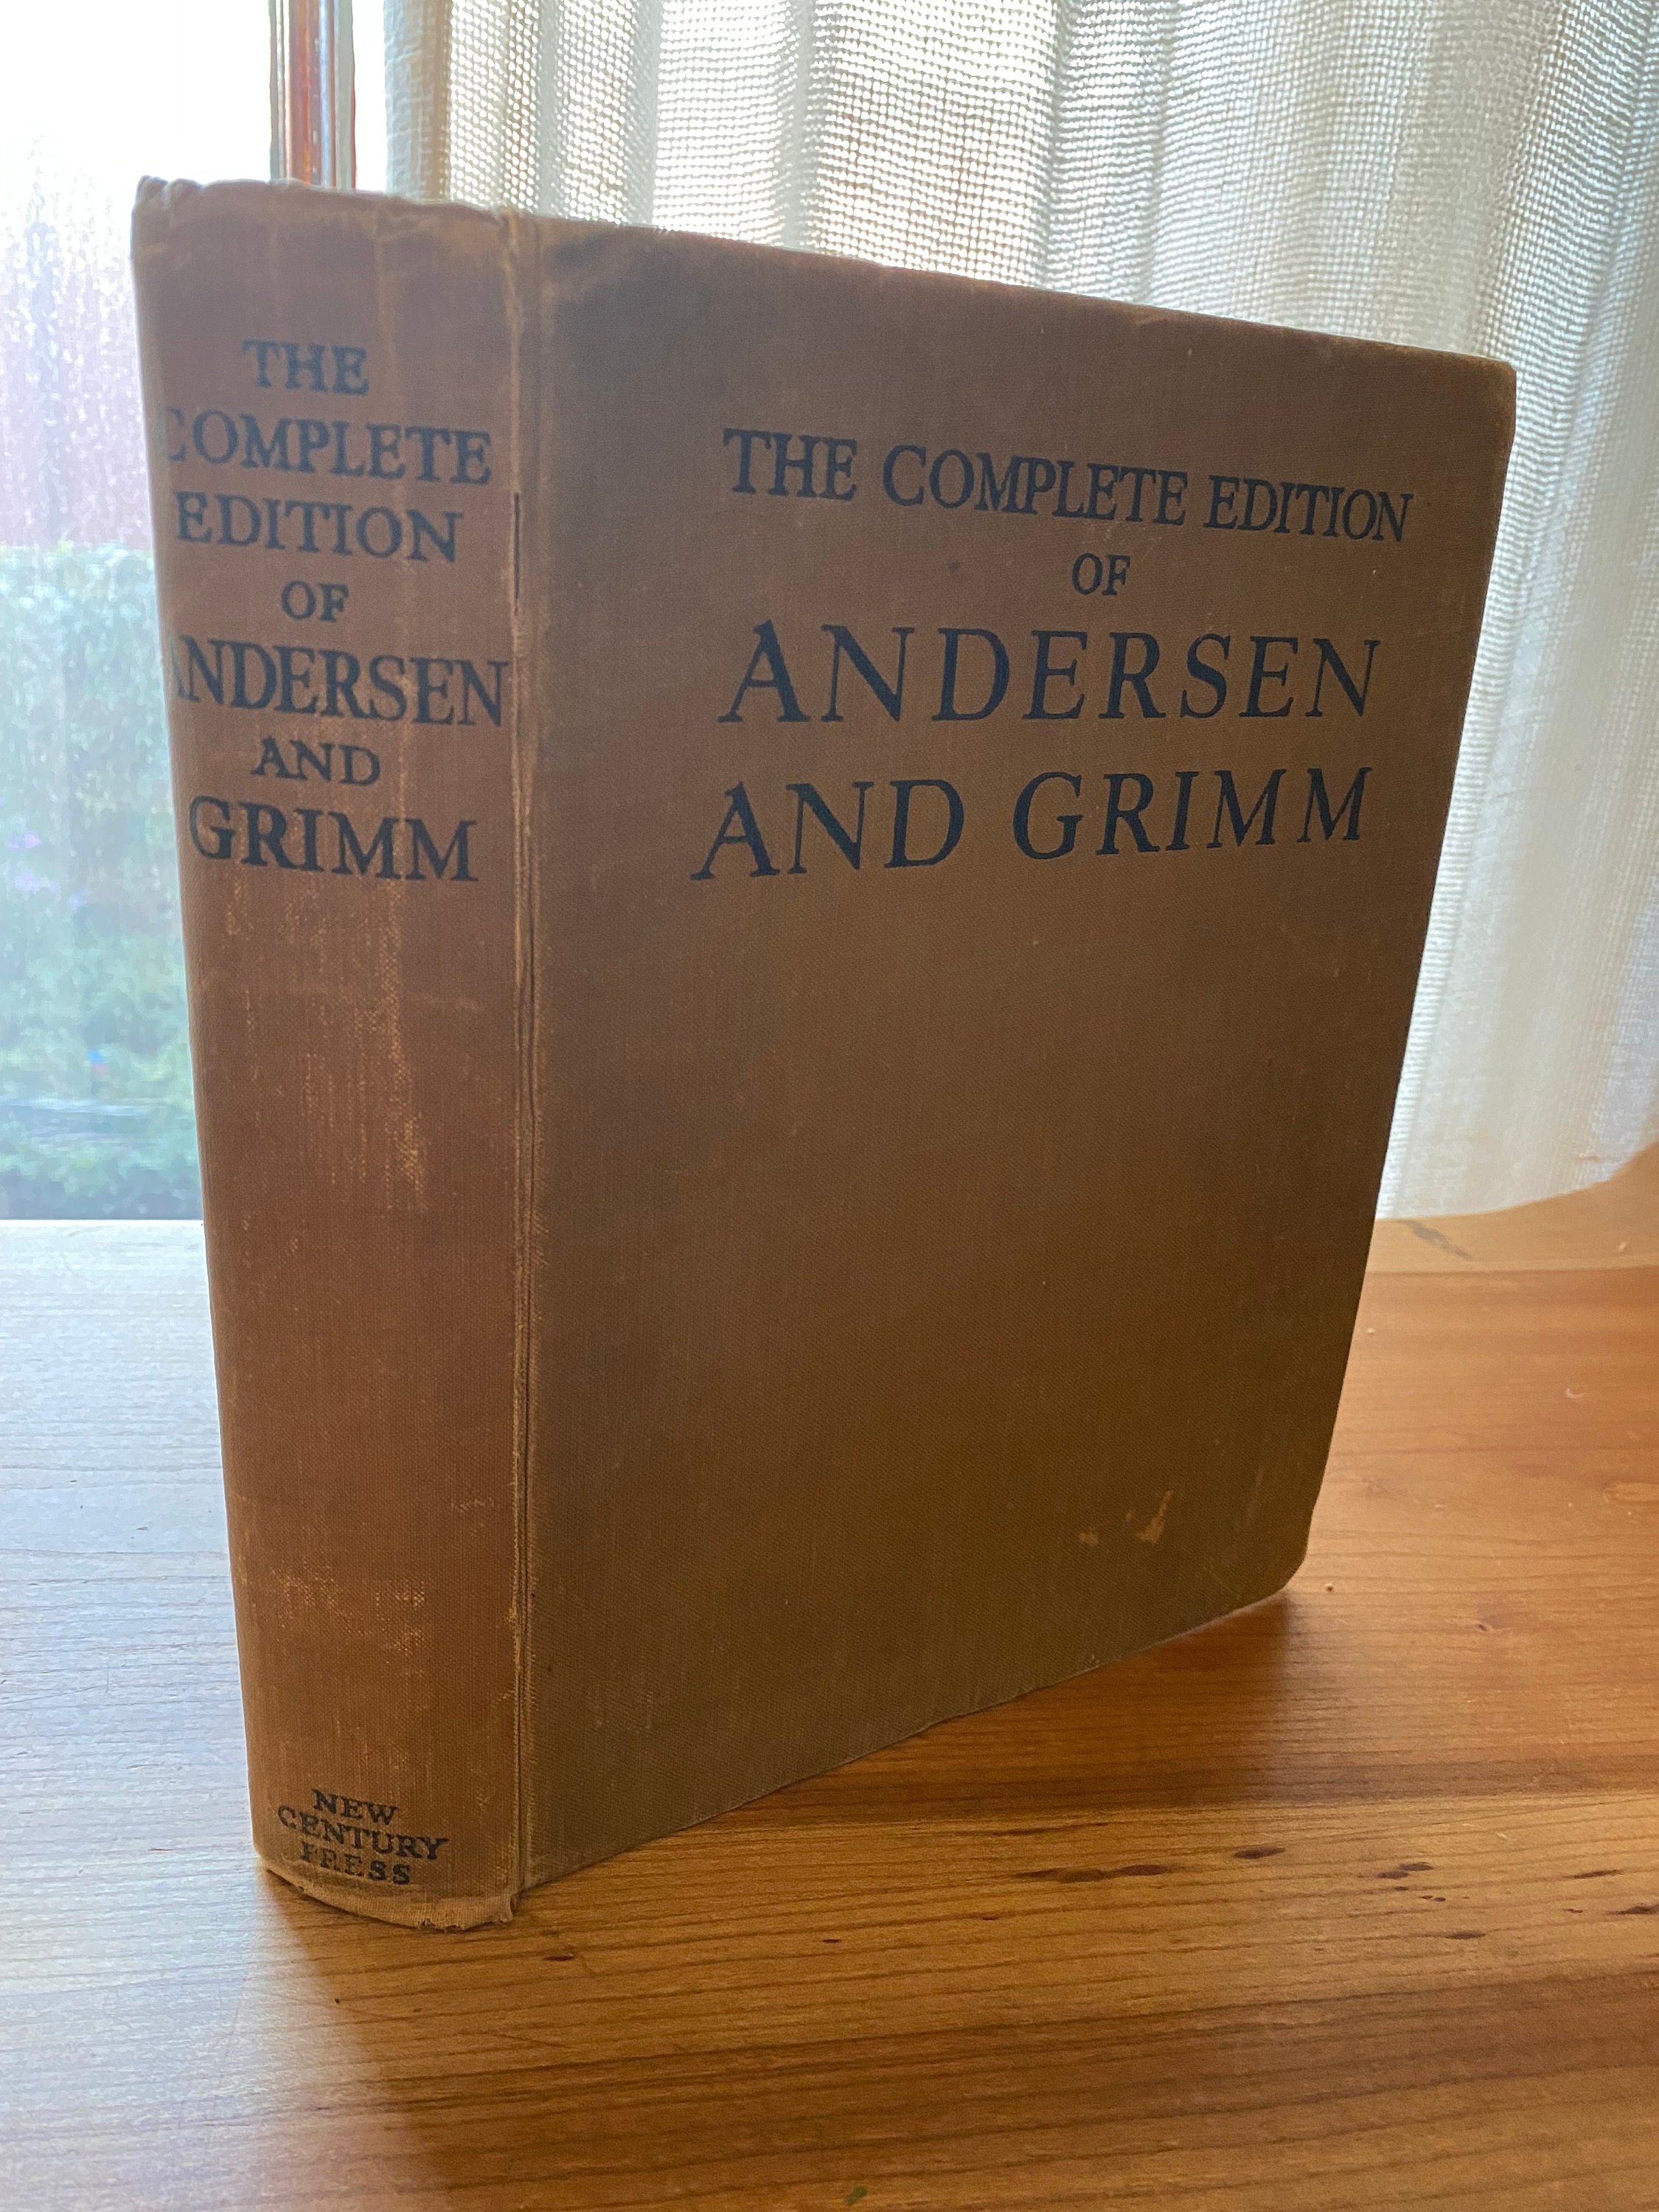 THE
COMPLETE
EDITION
OF
ANDERSEN
AND
GRIMM
NEW
CENTURY
PRESS
THE COMPLETE EDITION
OF
ANDERSEN
AND GRIMM